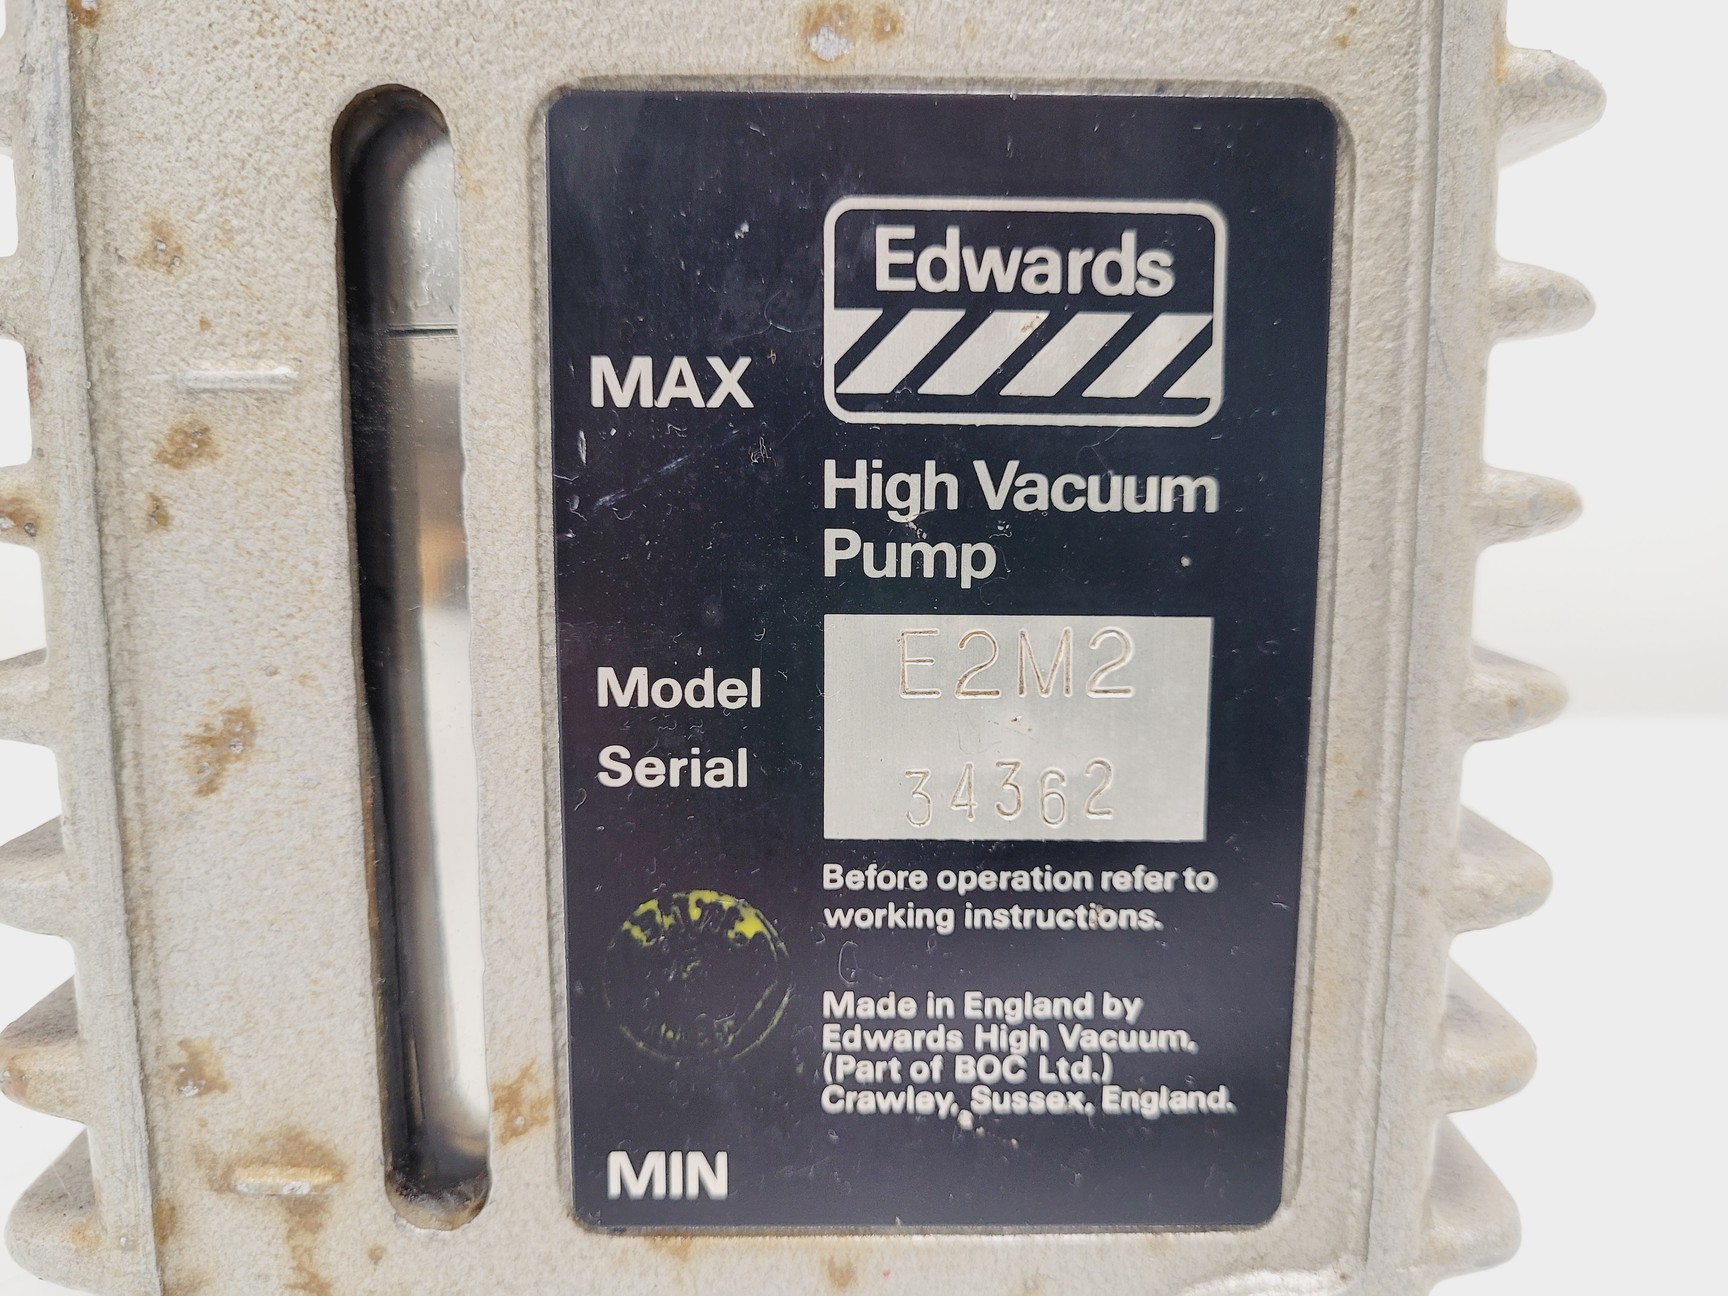 Edwards
MAX
High Vacuum
Pump
Model E2M2
Serial 34362
Before operation refer to
working instructions.
Made in England by
Edwards High Vacuum,
(Part of BOC Ltd.)
Crawley, Sussex, England.
MIN